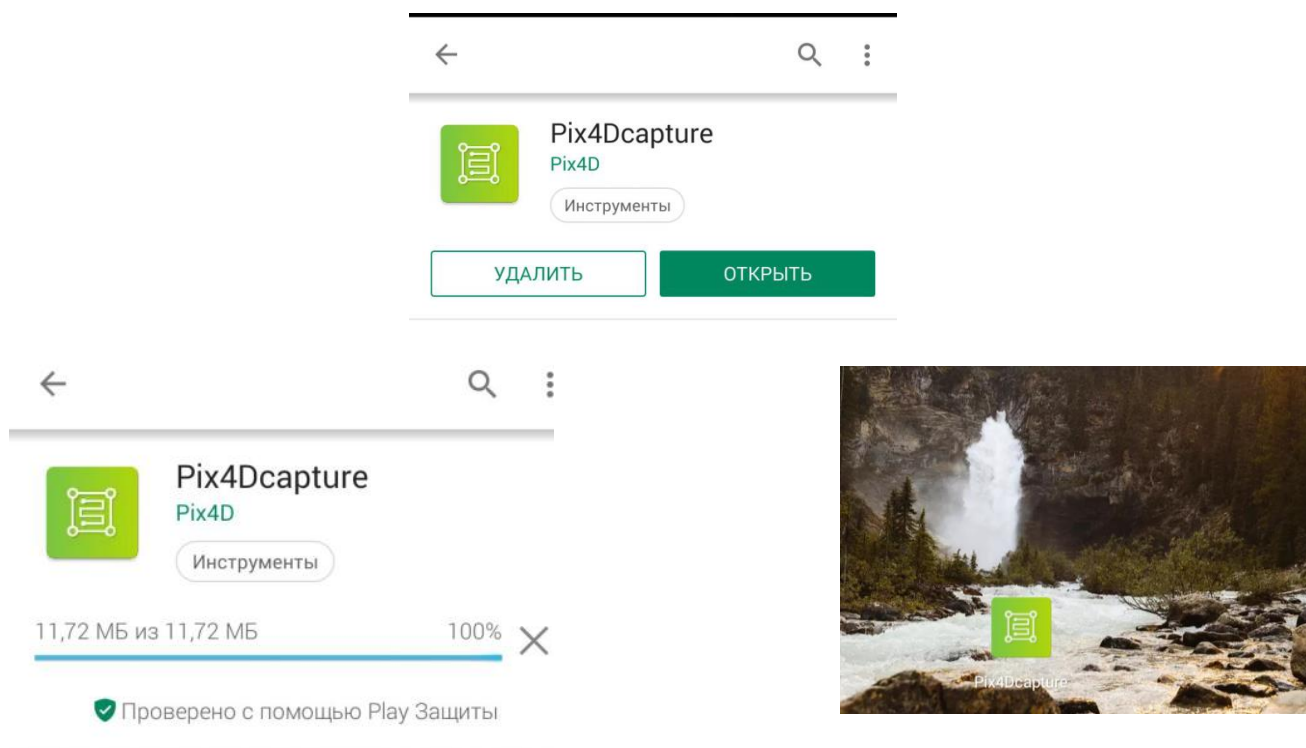 Pix4Dcapture
Pix4D
Инструменты
УДАЛИТЬ
ОТКРЫТЬ
Pix4Dcapture
Pix4D
Инструменты
11,72 МБ из 11,72 МБ
100%
Проверено с помощью Play Защиты
Pix4Dcapture